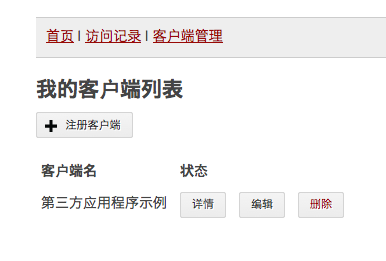 首页 | 访问记录 | 客户端管理
我的客户端列表
注册客户端
客户端名 状态
第三方应用程序示例 详情 编辑 删除